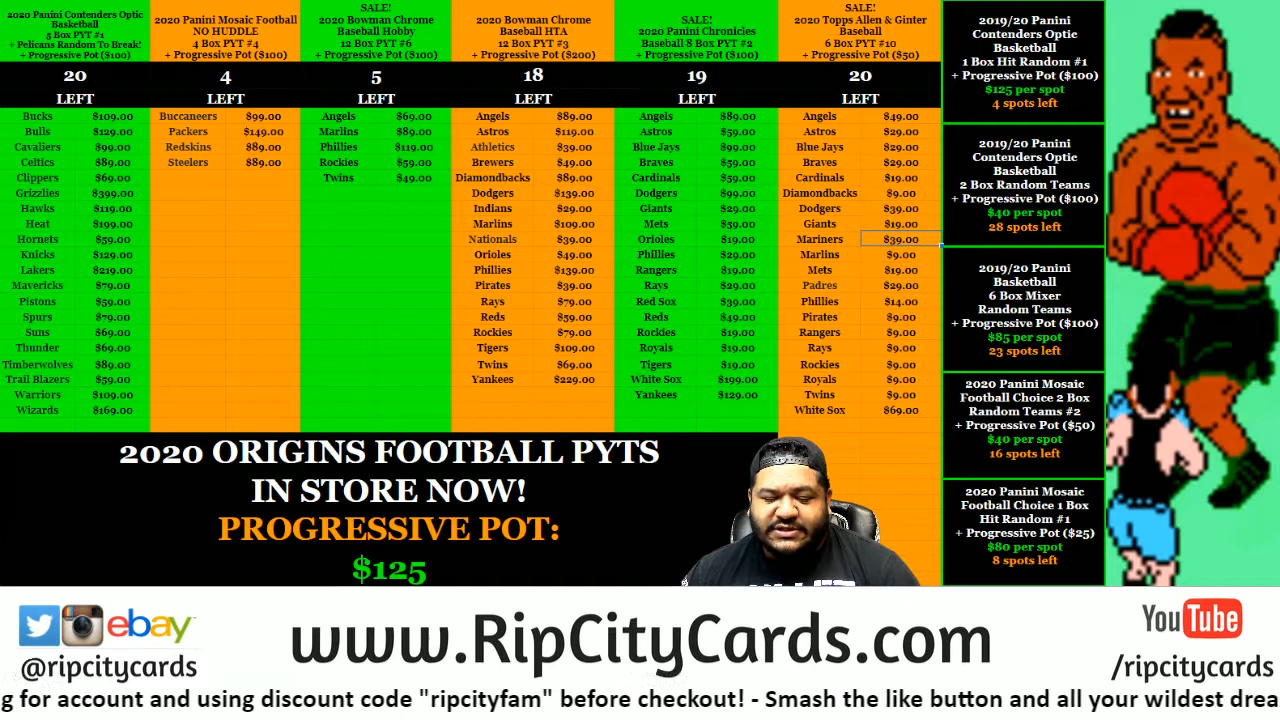 2020 Panini Contenders Optic
Basketball
5 Box PYT #1
+ Pelicans Random To Break!
+ Progressive Pot ($100)
20
LEFT
Bucks $109.00
Bulls $129.00
Cavaliers $99.00
Celtics $89.00
Clippers $69.00
Grizzlies $399.00
Hawks $119.00
Heat $199.00
Hornets $59.00
Knicks $129.00
Lakers $219.00
Mavericks $79.00
Pistons $59.00
Spurs $79.00
Suns $69.00
Thunder $69.00
Timberwolves $89.00
Trail Blazers $59.00
Warriors $109.00
Wizards $169.00
2020 Panini Mosaic Football
NO HUDDLE
4 Box PYT #4
+ Progressive Pot ($100)
4
LEFT
Buccaneers $99.00
Packers $149.00
Redskins $89.00
Steelers $89.00
SALE!
2020 Bowman Chrome
Baseball Hobby
12 Box PYT #6
+ Progressive Pot ($100)
5
LEFT
Angels $69.00
Marlins $89.00
Phillies $119.00
Rockies $59.00
Twins $49.00
2020 Bowman Chrome
Baseball HTA
12 Box PYT #3
+ Progressive Pot ($200)
18
LEFT
Angels $89.00
Astros $119.00
Athletics $39.00
Brewers $49.00
Diamondbacks $89.00
Dodgers $139.00
Indians $29.00
Marlins $109.00
Nationals $39.00
Orioles $49.00
Phillies $139.00
Pirates $39.00
Rays $79.00
Reds $59.00
Rockies $79.00
Tigers $109.00
Twins $69.00
Yankees $229.00
SALE!
2020 Panini Chronicles
Baseball 8 Box PYT #2
+ Progressive Pot ($100)
19
LEFT
Angels $89.00
Astros $59.00
Blue Jays $99.00
Braves $59.00
Cardinals $59.00
Dodgers $99.00
Giants $29.00
Mets $59.00
Orioles $19.00
Phillies $29.00
Rangers $19.00
Rays $29.00
Red Sox $39.00
Reds $49.00
Rockies $19.00
Royals $19.00
Tigers $19.00
White Sox $199.00
Yankees $129.00
SALE!
2020 Topps Allen & Ginter
Baseball
6 Box PYT #10
+ Progressive Pot ($50)
20
LEFT
Angels $49.00
Astros $29.00
Blue Jays $29.00
Braves $29.00
Cardinals $19.00
Diamondbacks $9.00
Dodgers $39.00
Giants $19.00
Mariners $39.00
Marlins $9.00
Mets $19.00
Padres $29.00
Phillies $14.00
Pirates $9.00
Rangers $9.00
Rays $9.00
Rockies $9.00
Royals $9.00
Twins $9.00
White Sox $69.00
2019/20 Panini
Contenders Optic
Basketball
1 Box Hit Random #1
+ Progressive Pot ($100)
$125 per spot
4 spots left
2019/20 Panini
Contenders Optic
Basketball
2 Box Random Teams
+ Progressive Pot ($100)
$40 per spot
28 spots left
2019/20 Panini
Basketball
6 Box Mixer
Random Teams
+ Progressive Pot ($100)
$85 per spot
23 spots left
2020 Panini Mosaic
Football Choice 2 Box
Random Teams #2
+ Progressive Pot ($50)
$40 per spot
16 spots left
2020 Panini Mosaic
Football Choice 1 Box
Hit Random #1
+ Progressive Pot ($25)
$80 per spot
8 spots left
2020 ORIGINS FOOTBALL PYTS
IN STORE NOW!
PROGRESSIVE POT:
$125
ebay
@ripcitycards
www.RipCityCards.com
YouTube
/ripcitycards
g for account and using discount code "ripcityfam" before checkout! - Smash the like button and all your wildest drea